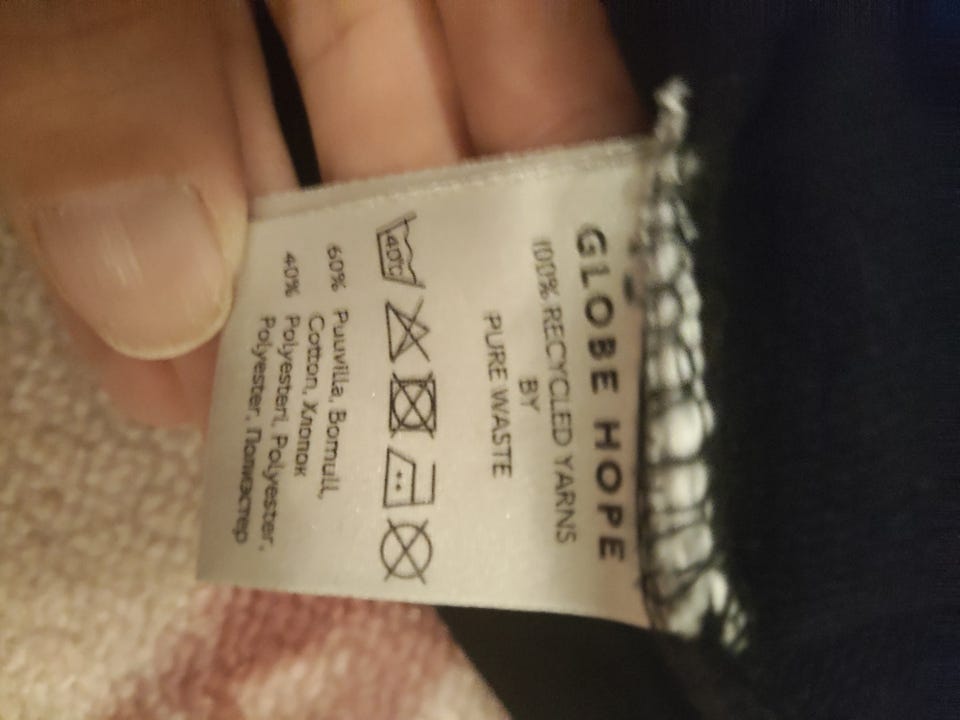 GLOBE HOPE
100% RECYCLED YARNS
BY
PURE WASTE
40°C
60% Puuvilla, Bomull,
Cotton, Хлопок
40% Polyesteri, Polyester,
Polyester, Полиэстер